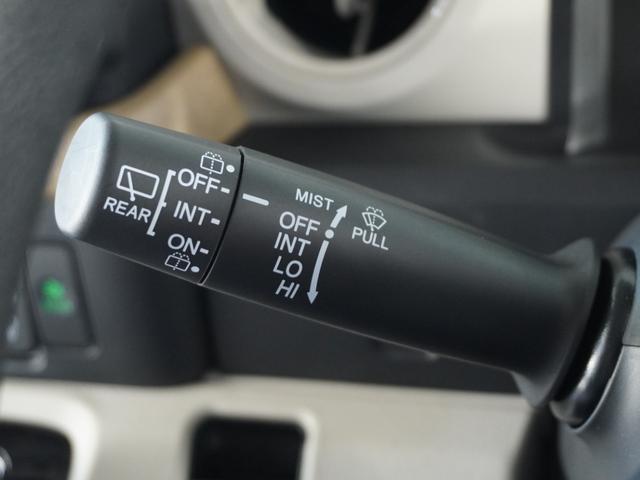 REAR
OFF
INT
ON
MIST
OFF
INT
LO
HI
PULL